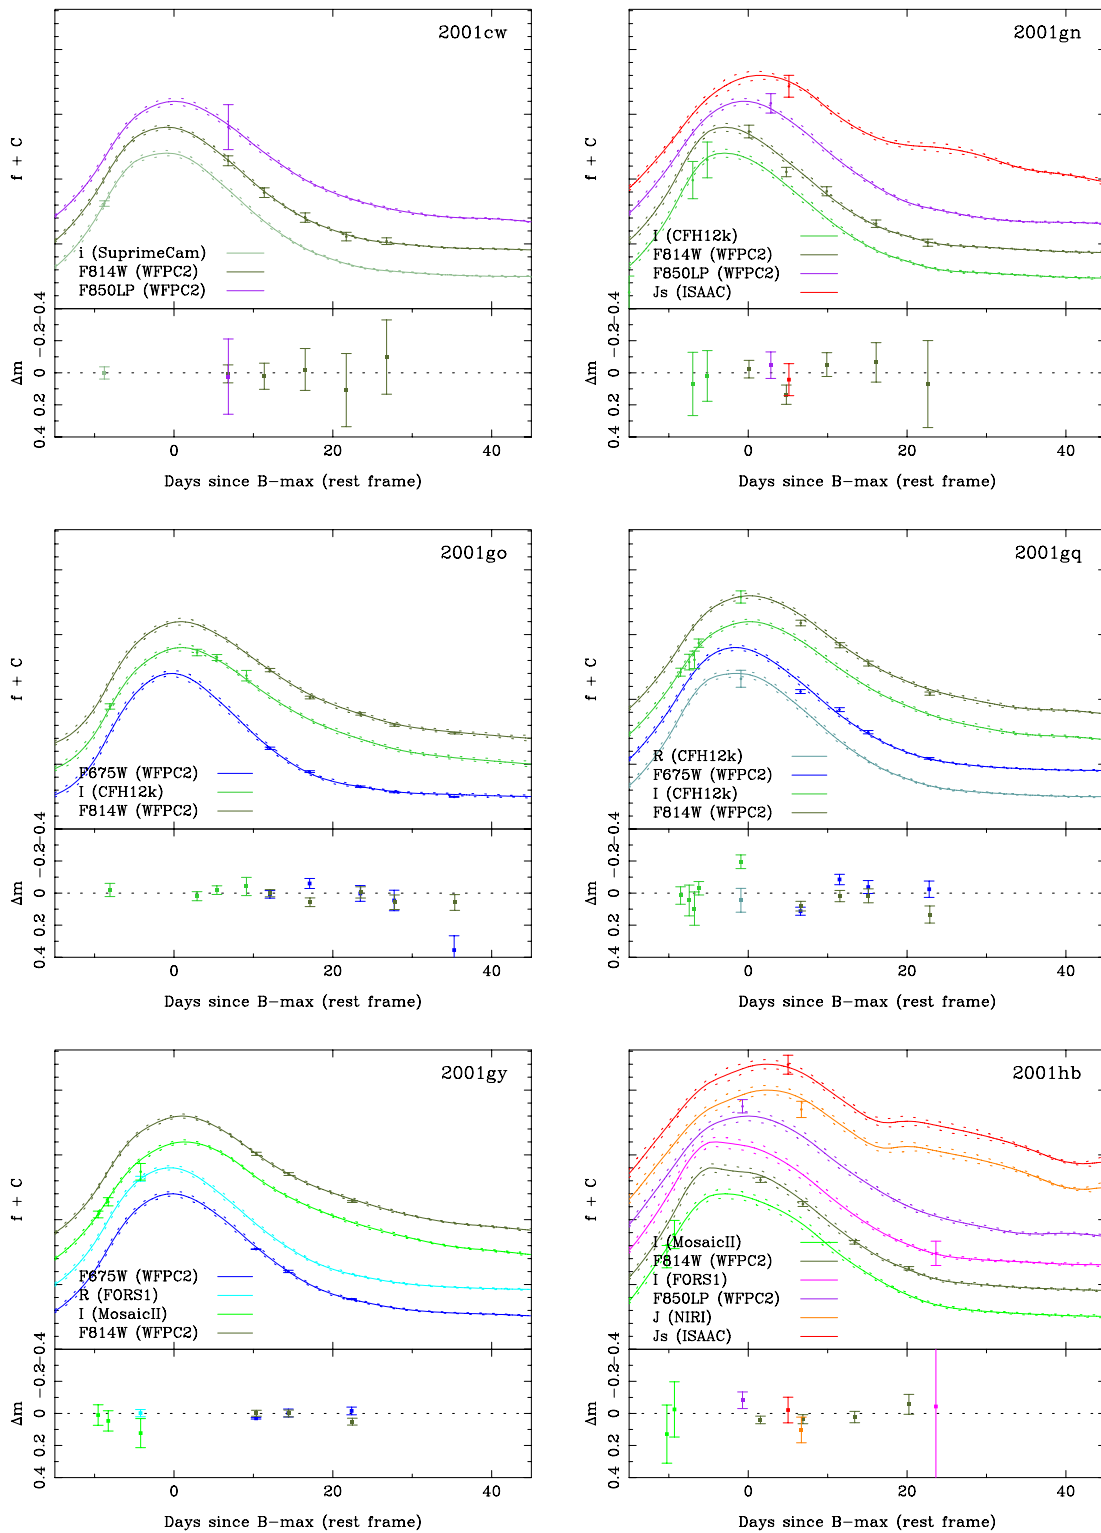 2001cw
f + C
i (SuprimeCam)
F814W (WFPC2)
F850LP (WFPC2)
Δm
0.4 0.2 0 −0.2 −0.4
0 20 40
Days since B−max (rest frame)
2001gn
f + C
I (CFH12k)
F814W (WFPC2)
F850LP (WFPC2)
Js (ISAAC)
Δm
0.4 0.2 0 −0.2 −0.4
0 20 40
Days since B−max (rest frame)
2001go
f + C
F675W (WFPC2)
I (CFH12k)
F814W (WFPC2)
Δm
0.4 0.2 0 −0.2 −0.4
0 20 40
Days since B−max (rest frame)
2001gq
f + C
R (CFH12k)
F675W (WFPC2)
I (CFH12k)
F814W (WFPC2)
Δm
0.4 0.2 0 −0.2 −0.4
0 20 40
Days since B−max (rest frame)
2001gy
f + C
F675W (WFPC2)
R (FORS1)
I (MosaicII)
F814W (WFPC2)
Δm
0.4 0.2 0 −0.2 −0.4
0 20 40
Days since B−max (rest frame)
2001hb
f + C
I (MosaicII)
F814W (WFPC2)
I (FORS1)
F850LP (WFPC2)
J (NIRI)
Js (ISAAC)
Δm
0.4 0.2 0 −0.2 −0.4
0 20 40
Days since B−max (rest frame)